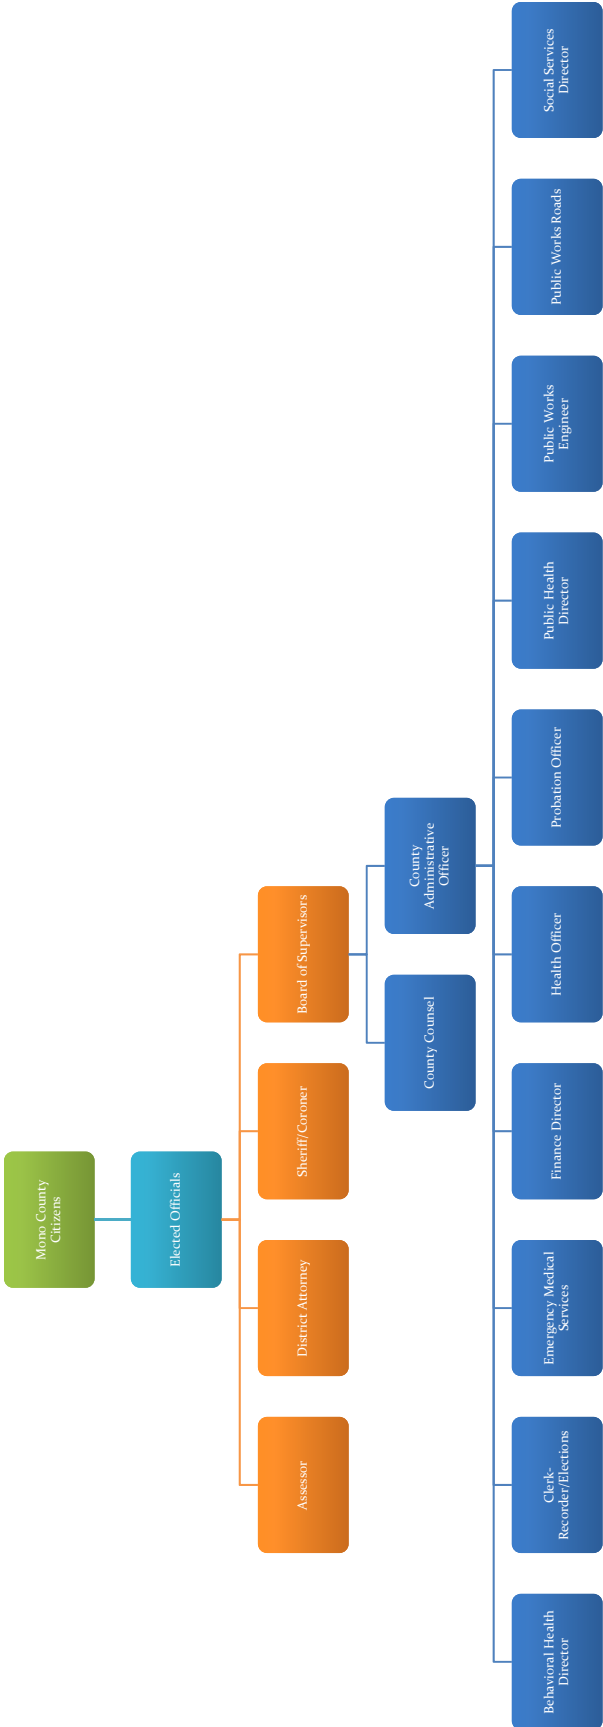 Mono County
Citizens
Elected Officials
Assessor
District Attorney
Sheriff/Coroner
Board of Supervisors
County Counsel
County
Administrative
Officer
Behavioral Health
Director
Clerk-
Recorder/Elections
Emergency Medical
Services
Finance Director
Health Officer
Probation Officer
Public Health
Director
Public Works
Engineer
Public Works Roads
Social Services
Director